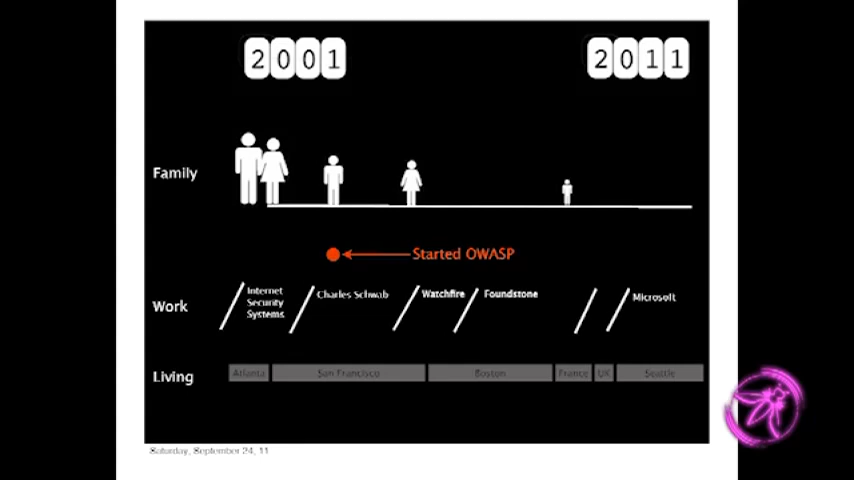 2001
2011
Family
Started OWASP
Work
Internet
Security
Systems
Charles Schwab
Watchfire
Foundstone
Microsoft
Living
Atlanta
San Francisco
Boston
France
UK
Seattle
Saturday, September 24, 11